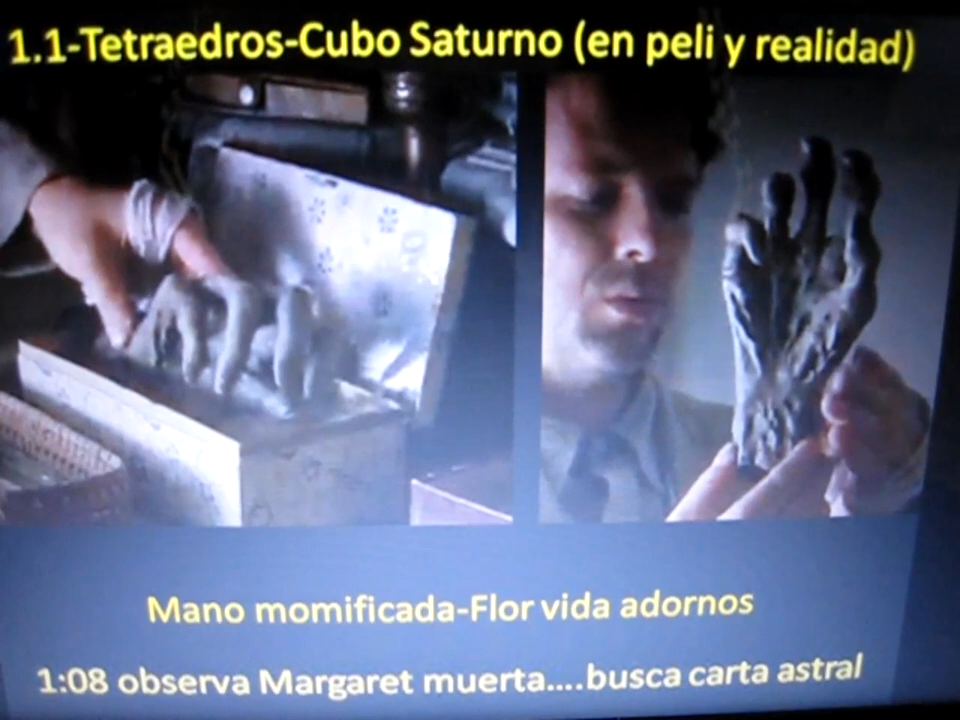 1.1-Tetraedros-Cubo Saturno (en peli y realidad)
Mano momificada-Flor vida adornos
1:08 observa Margaret muerta....busca carta astral